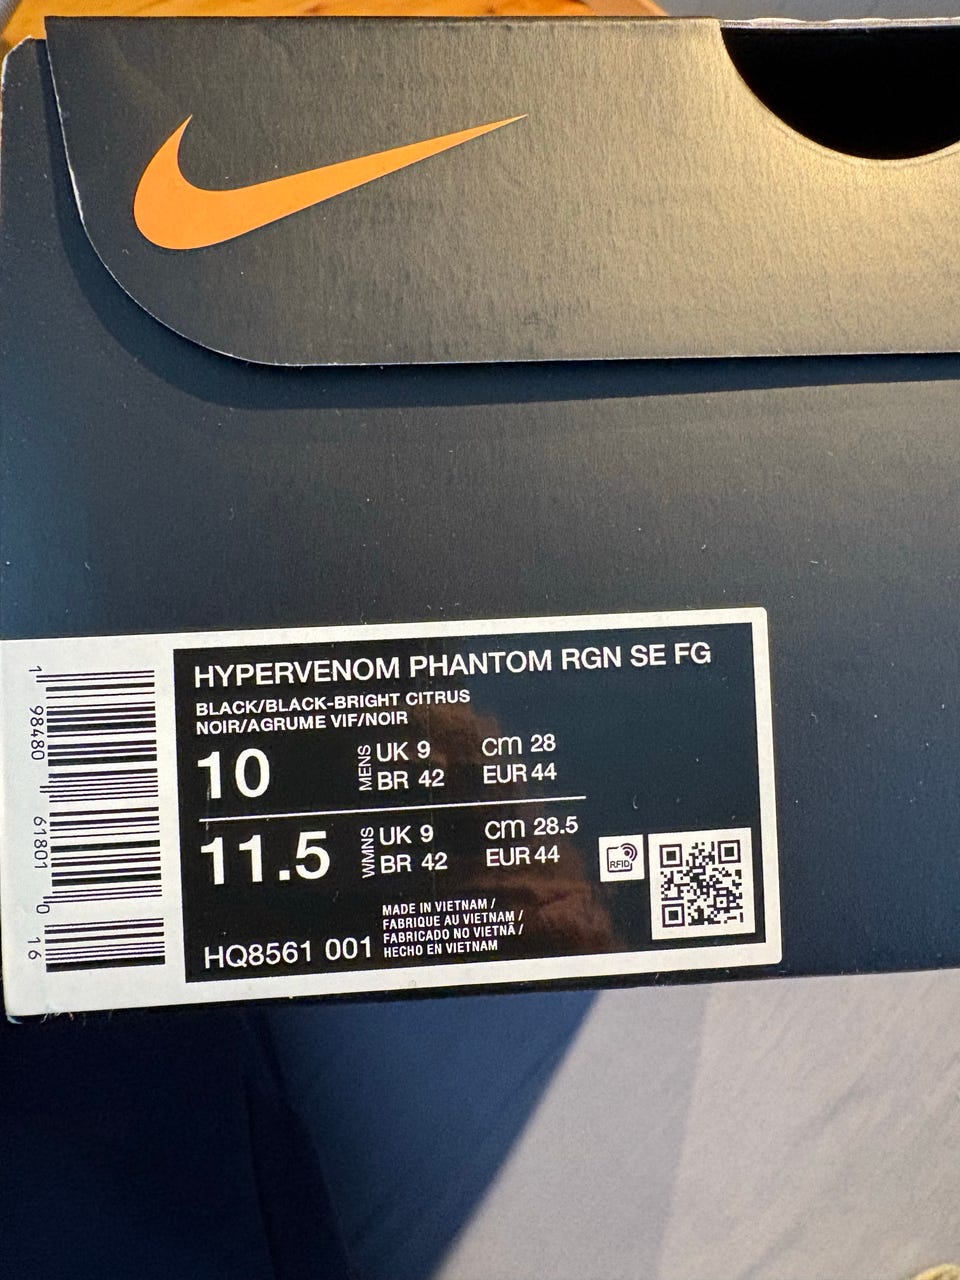 HYPERVENOM PHANTOM RGN SE FG
BLACK/BLACK-BRIGHT CITRUS
NOIR/AGRUME VIF/NOIR
10 MENS UK 9 cm 28
BR 42 EUR 44
11.5 WMNS UK 9 cm 28.5
BR 42 EUR 44
RFID
HQ8561 001
MADE IN VIETNAM /
FABRIQUE AU VIETNAM /
FABRICADO NO VIETNÃ /
HECHO EN VIETNAM
1 98480 61801 0 16